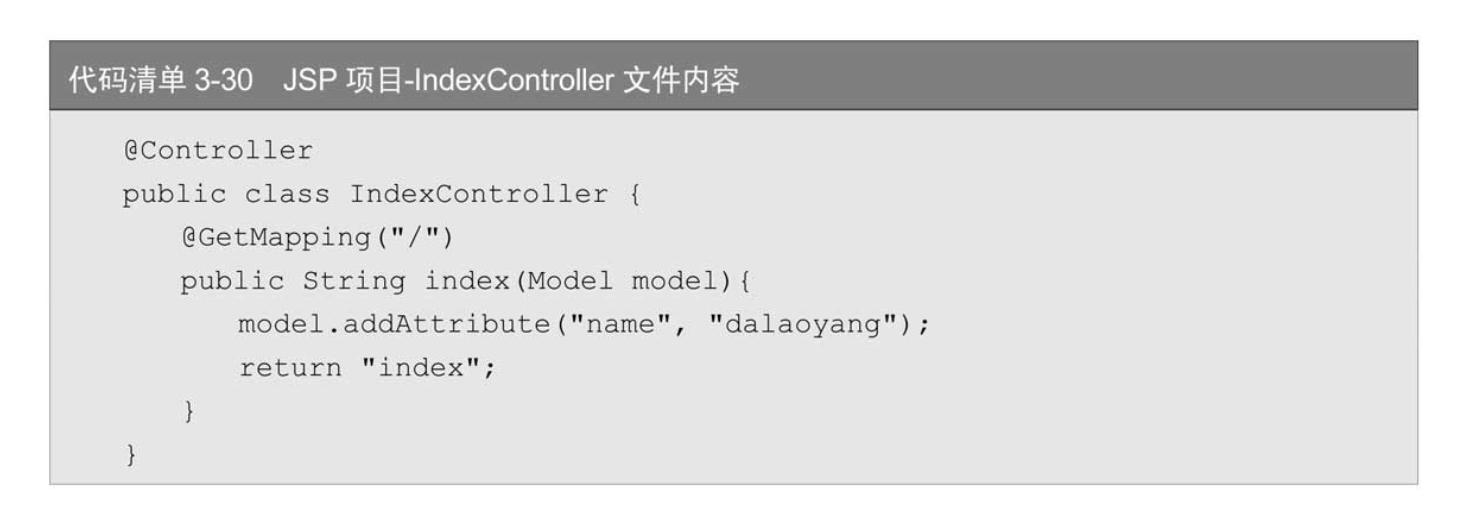 代码清单 3-30 JSP 项目-IndexController 文件内容
@Controller
public class IndexController {
@GetMapping("/")
public String index(Model model){
model.addAttribute("name", "dalaoyang");
return "index";
}
}